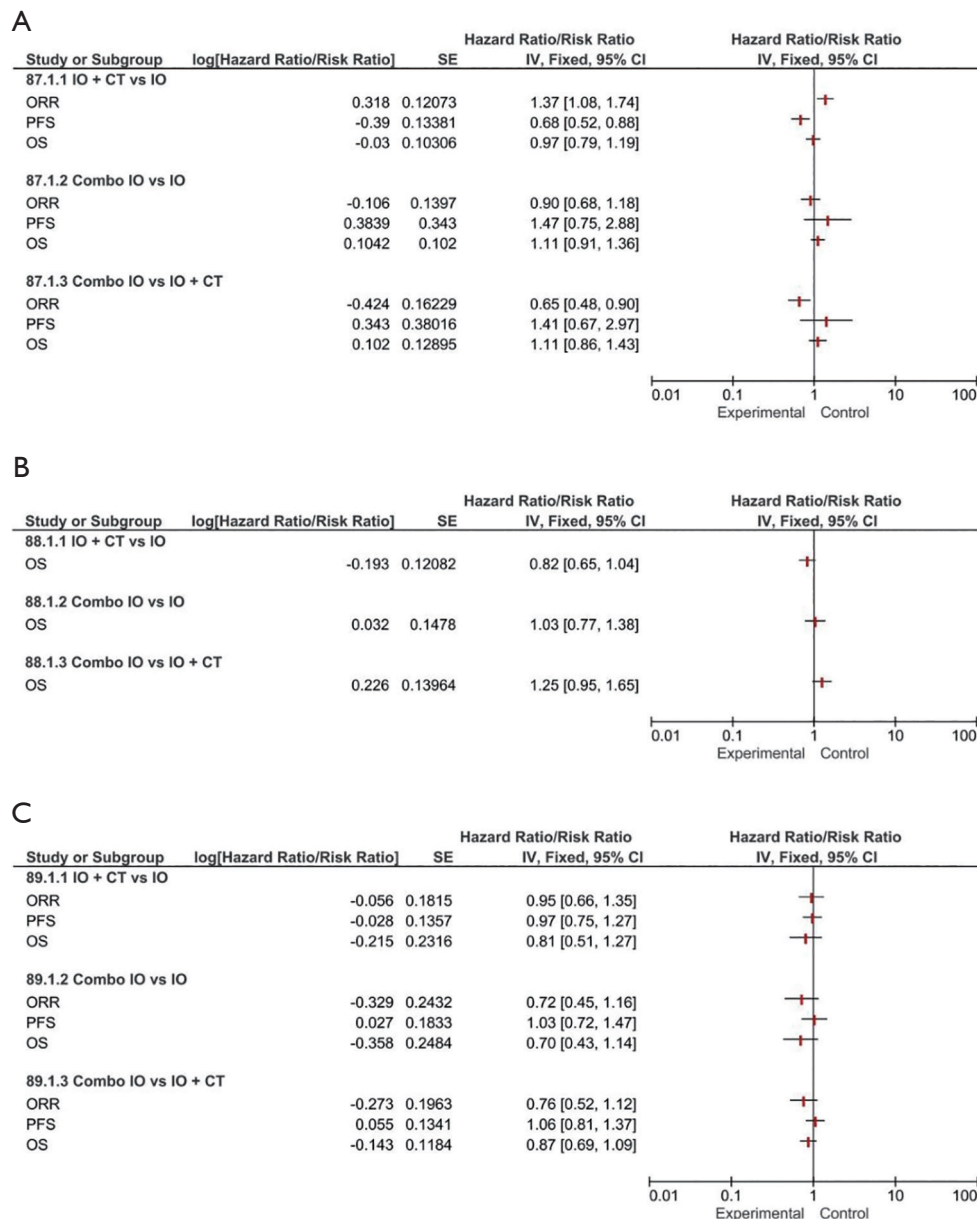 A
Hazard Ratio/Risk Ratio Hazard Ratio/Risk Ratio
Study or Subgroup log[Hazard Ratio/Risk Ratio] SE IV, Fixed, 95% CI IV, Fixed, 95% CI
87.1.1 IO + CT vs IO
ORR 0.318 0.12073 1.37 [1.08, 1.74]
PFS -0.39 0.13381 0.68 [0.52, 0.88]
OS -0.03 0.10306 0.97 [0.79, 1.19]
87.1.2 Combo IO vs IO
ORR -0.106 0.1397 0.90 [0.68, 1.18]
PFS 0.3839 0.343 1.47 [0.75, 2.88]
OS 0.1042 0.102 1.11 [0.91, 1.36]
87.1.3 Combo IO vs IO + CT
ORR -0.424 0.16229 0.65 [0.48, 0.90]
PFS 0.343 0.38016 1.41 [0.67, 2.97]
OS 0.102 0.12895 1.11 [0.86, 1.43]
0.01 0.1 1 10 100
Experimental Control
B
Hazard Ratio/Risk Ratio Hazard Ratio/Risk Ratio
Study or Subgroup log[Hazard Ratio/Risk Ratio] SE IV, Fixed, 95% CI IV, Fixed, 95% CI
88.1.1 IO + CT vs IO
OS -0.193 0.12082 0.82 [0.65, 1.04]
88.1.2 Combo IO vs IO
OS 0.032 0.1478 1.03 [0.77, 1.38]
88.1.3 Combo IO vs IO + CT
OS 0.226 0.13964 1.25 [0.95, 1.65]
0.01 0.1 1 10 100
Experimental Control
C
Hazard Ratio/Risk Ratio Hazard Ratio/Risk Ratio
Study or Subgroup log[Hazard Ratio/Risk Ratio] SE IV, Fixed, 95% CI IV, Fixed, 95% CI
89.1.1 IO + CT vs IO
ORR -0.056 0.1815 0.95 [0.66, 1.35]
PFS -0.028 0.1357 0.97 [0.75, 1.27]
OS -0.215 0.2316 0.81 [0.51, 1.27]
89.1.2 Combo IO vs IO
ORR -0.329 0.2432 0.72 [0.45, 1.16]
PFS 0.027 0.1833 1.03 [0.72, 1.47]
OS -0.358 0.2484 0.70 [0.43, 1.14]
89.1.3 Combo IO vs IO + CT
ORR -0.273 0.1963 0.76 [0.52, 1.12]
PFS 0.055 0.1341 1.06 [0.81, 1.37]
OS -0.143 0.1184 0.87 [0.69, 1.09]
0.01 0.1 1 10 100
Experimental Control